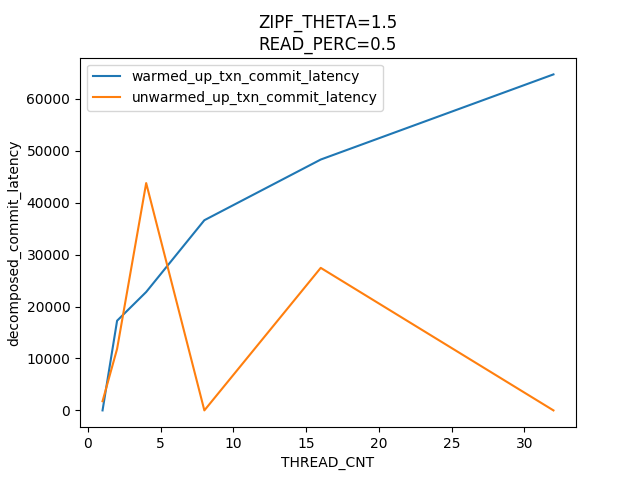 ZIPF_THETA=1.5
READ_PERC=0.5
warmed_up_txn_commit_latency
unwarmed_up_txn_commit_latency
decomposed_commit_latency
60000
50000
40000
30000
20000
10000
0
0 5 10 15 20 25 30
THREAD_CNT